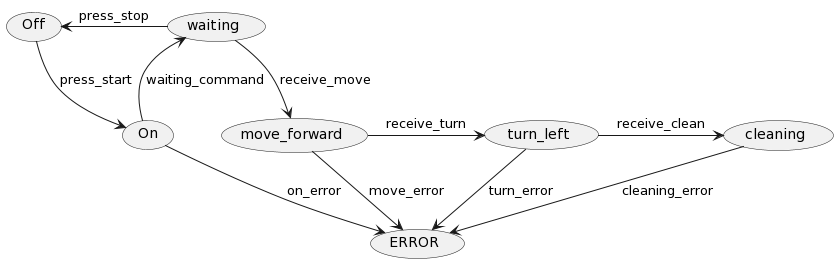 Off
press_stop
waiting
press_start
waiting_command
receive_move
On
move_forward
receive_turn
turn_left
receive_clean
cleaning
on_error
move_error
turn_error
cleaning_error
ERROR